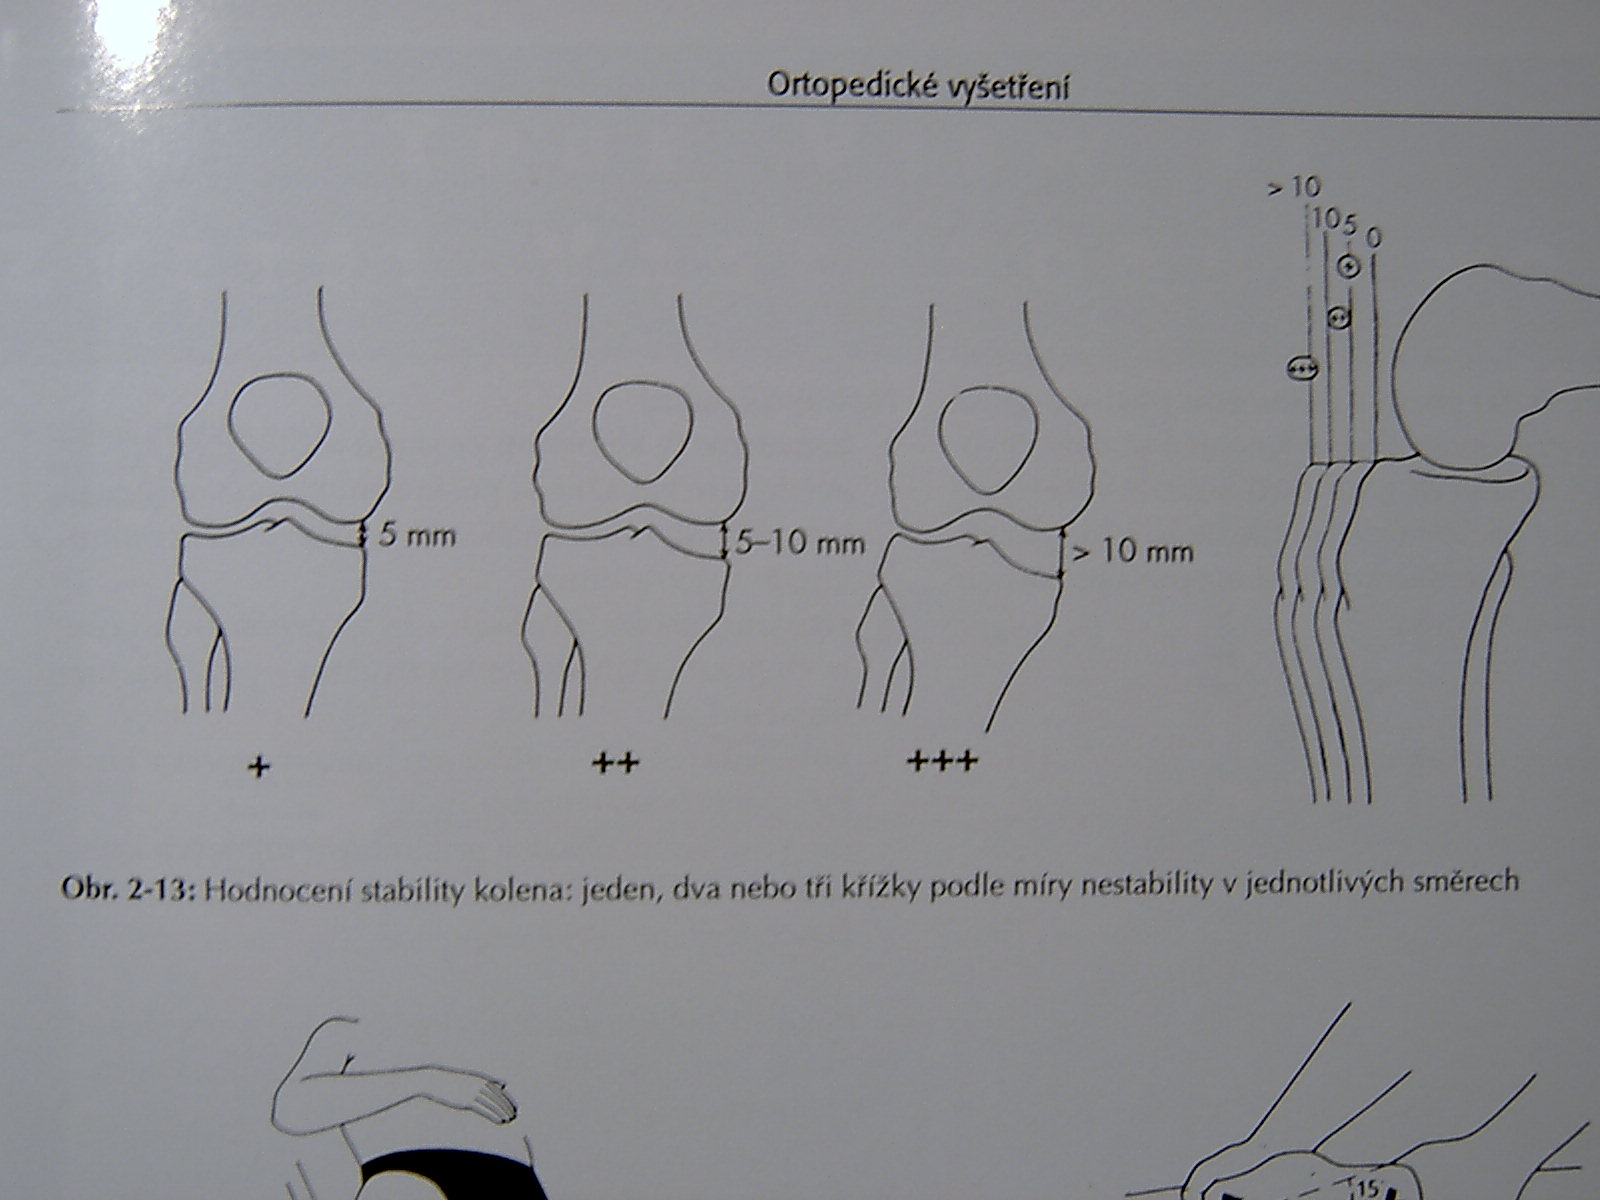 Ortopedické vyšetření
> 10
10 5 0
+
++
+++
5 mm
5–10 mm
> 10 mm
+
++
+++
Obr. 2-13: Hodnocení stability kolena: jeden, dva nebo tři křížky podle míry nestability v jednotlivých směrech
15